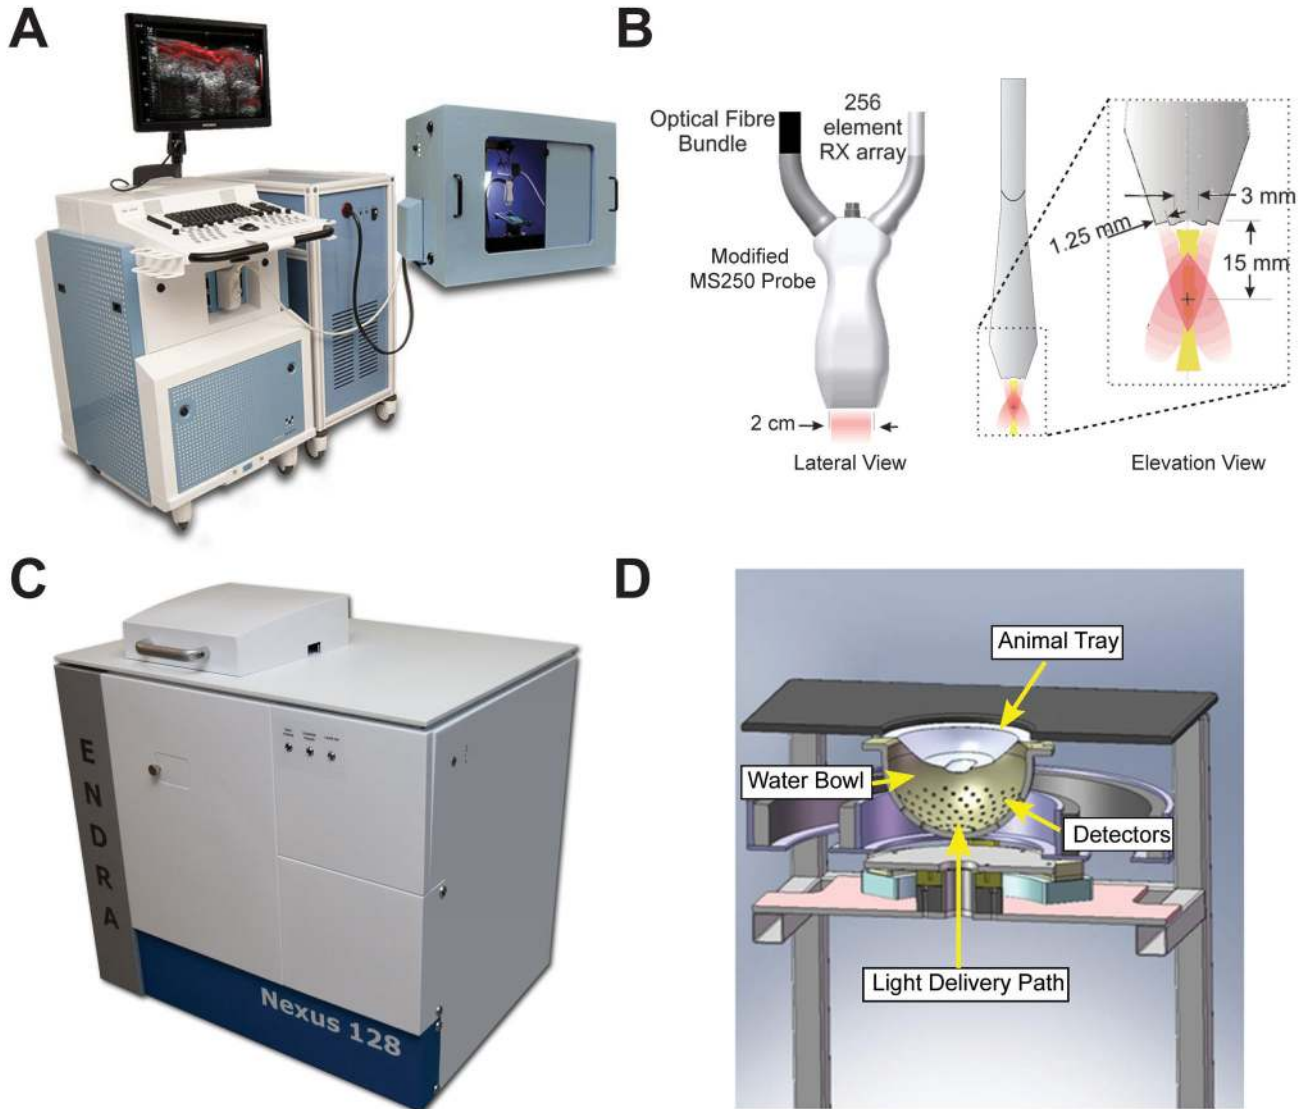 A
B
Optical Fibre
Bundle
256
element
RX array
3 mm
1.25 mm
15 mm
Modified
MS250 Probe
2 cm
Lateral View
Elevation View
C
ENDRA
Nexus 128
D
Animal Tray
Water Bowl
Detectors
Light Delivery Path